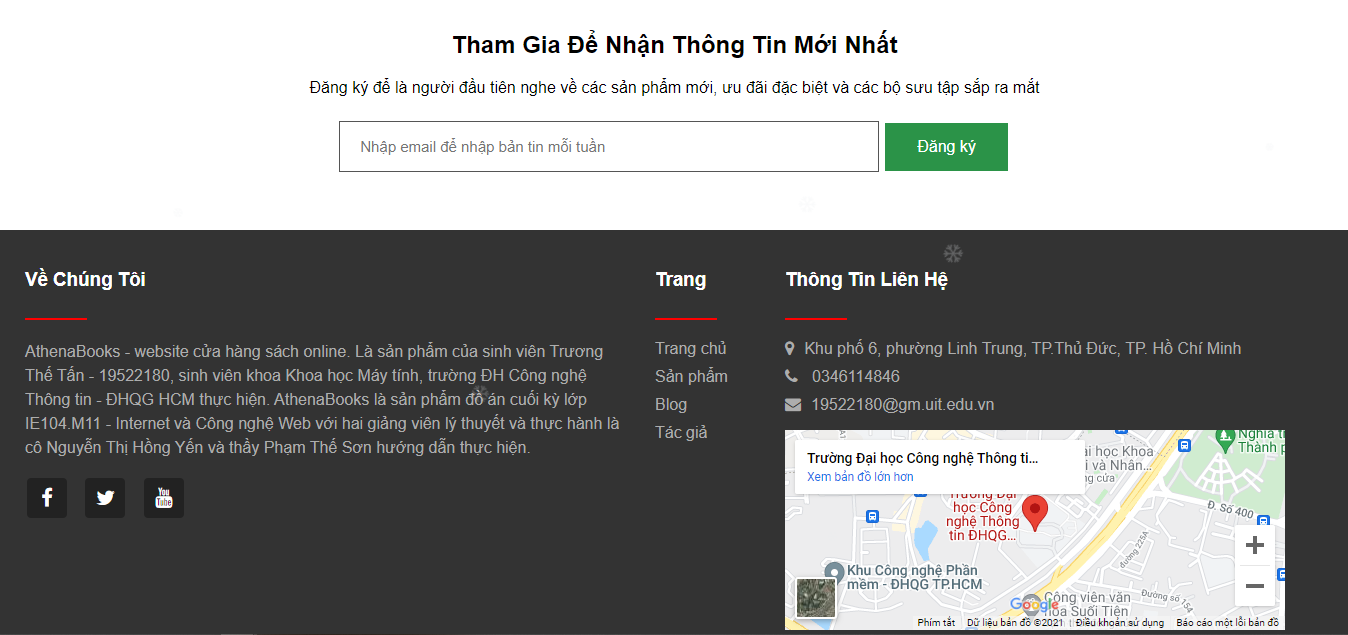 Tham Gia Để Nhận Thông Tin Mới Nhất
Đăng ký để là người đầu tiên nghe về các sản phẩm mới, ưu đãi đặc biệt và các bộ sưu tập sắp ra mắt
Nhập email để nhập bản tin mỗi tuần
Đăng ký
Về Chúng Tôi
AthenaBooks - website cửa hàng sách online. Là sản phẩm của sinh viên Trương
Thế Tấn - 19522180, sinh viên khoa Khoa học Máy tính, trường ĐH Công nghệ
Thông tin - ĐHQG HCM thực hiện. AthenaBooks là sản phẩm đồ án cuối kỳ lớp
IE104.M11 - Internet và Công nghệ Web với hai giảng viên lý thuyết và thực hành là
cô Nguyễn Thị Hồng Yến và thầy Phạm Thế Sơn hướng dẫn thực hiện.
You
Tube
Trang
Trang chủ
Sản phẩm
Blog
Tác giả
Thông Tin Liên Hệ
Khu phố 6, phường Linh Trung, TP.Thủ Đức, TP. Hồ Chí Minh
0346114846
19522180@gm.uit.edu.vn
Trường Đại học Công nghệ Thông ti...
Xem bản đồ lớn hơn
ại học Khoa
i và Nhân...
ng cửa
Nghĩa t
Thành p
Trường Đại
học Công
nghệ Thông
tin ĐHQG...
Đ. Số 400
đường 225A
Khu Công nghệ Phần
mềm - ĐHQG TP.HCM
Công viên văn
hóa Suối Tiên
Đường số 154
Google
Phím tắt
Dữ liệu bản đồ ©2021
Điều khoản sử dụng
Báo cáo một lỗi bản đồ